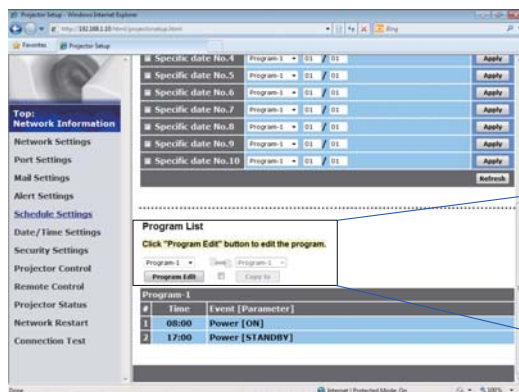 Projector Setup - Windows Internet Explorer
Bing
Favorites Projector Setup
Specific date No.4 Program-1 01 / 01 Apply
Specific date No.5 Program-1 01 / 01 Apply
Specific date No.6 Program-1 01 / 01 Apply
Specific date No.7 Program-1 01 / 01 Apply
Specific date No.8 Program-1 01 / 01 Apply
Specific date No.9 Program-1 01 / 01 Apply
Specific date No.10 Program-1 01 / 01 Apply
Refresh
Top:
Network Information
Network Settings
Port Settings
Mail Settings
Alert Settings
Schedule Settings
Date/Time Settings
Security Settings
Projector Control
Remote Control
Projector Status
Network Restart
Connection Test
Program List
Click "Program Edit" button to edit the program.
Program-1 Program-1
Program Edit Copy to
Program-1
# Time Event [Parameter]
1 08:00 Power [ON]
2 17:00 Power [STANDBY]
Done Internet | Protected Mode: On 100%